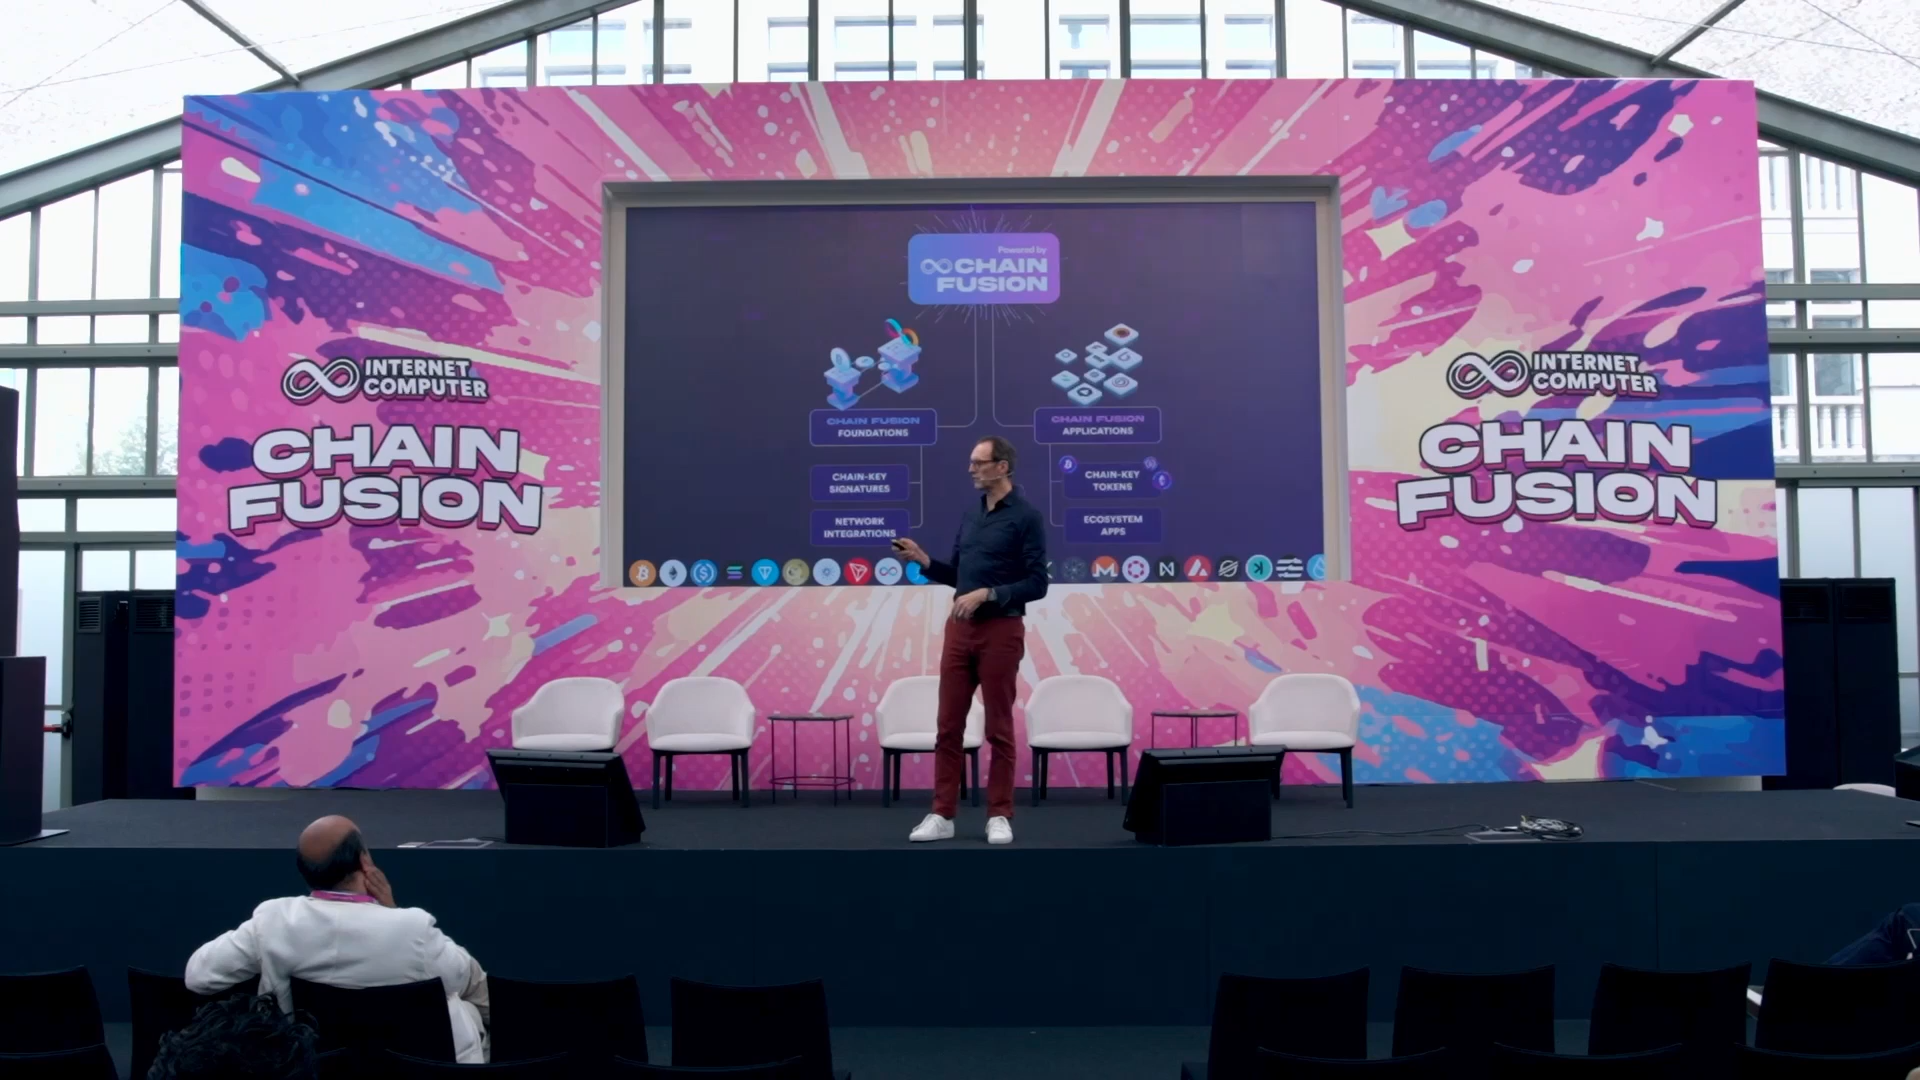 Powered by
CHAIN
FUSION
CHAIN FUSION
FOUNDATIONS
CHAIN-KEY
SIGNATURES
NETWORK
INTEGRATIONS
CHAIN FUSION
APPLICATIONS
CHAIN-KEY
TOKENS
ECOSYSTEM
APPS
INTERNET
COMPUTER
CHAIN
FUSION
INTERNET
COMPUTER
CHAIN
FUSION